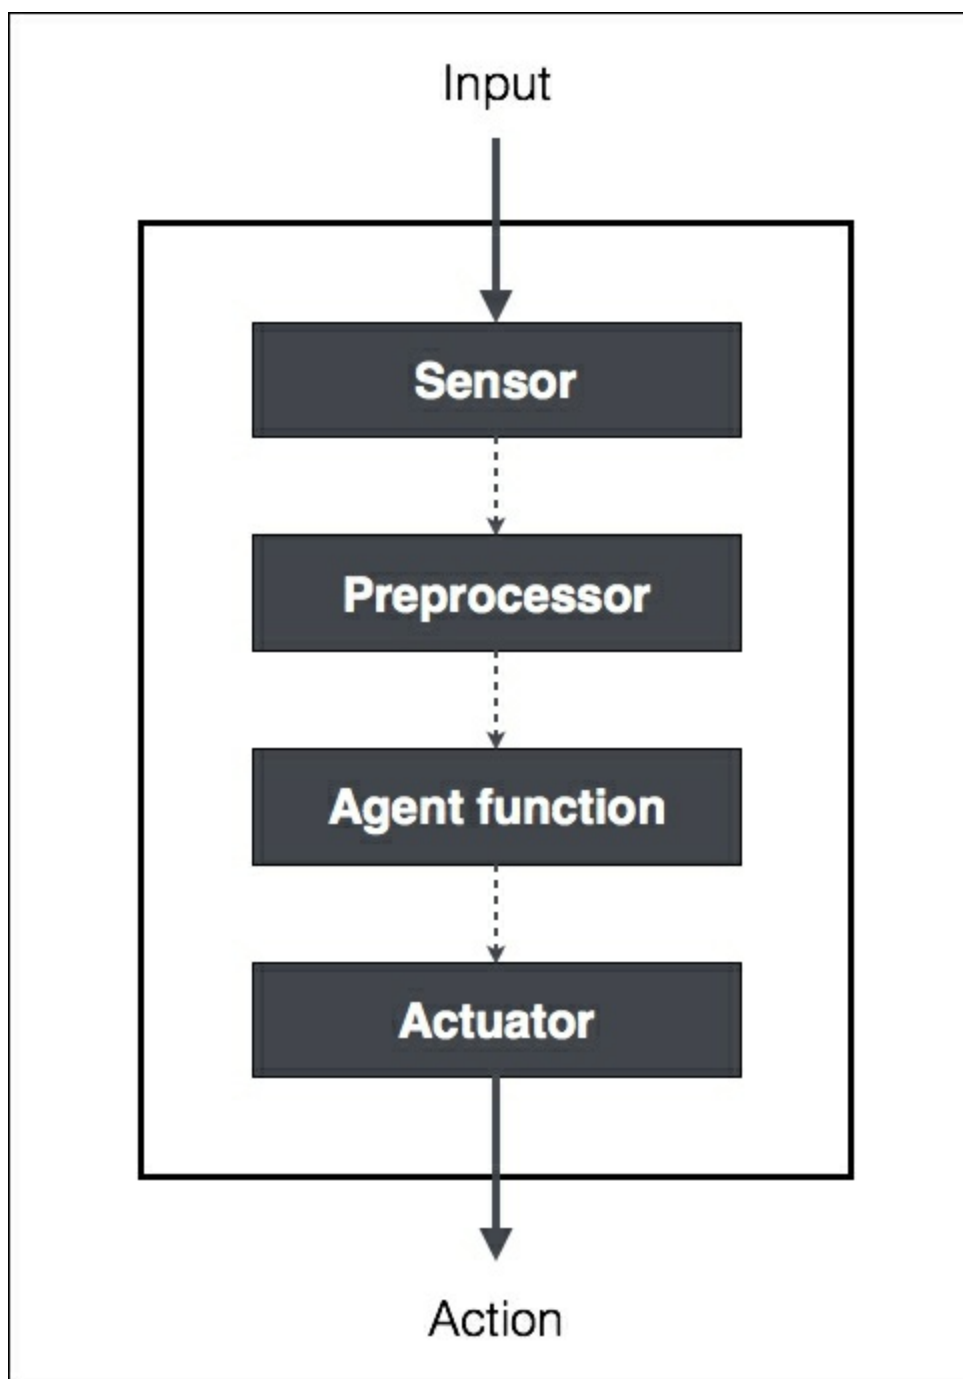 Input
Sensor
Preprocessor
Agent function
Actuator
Action